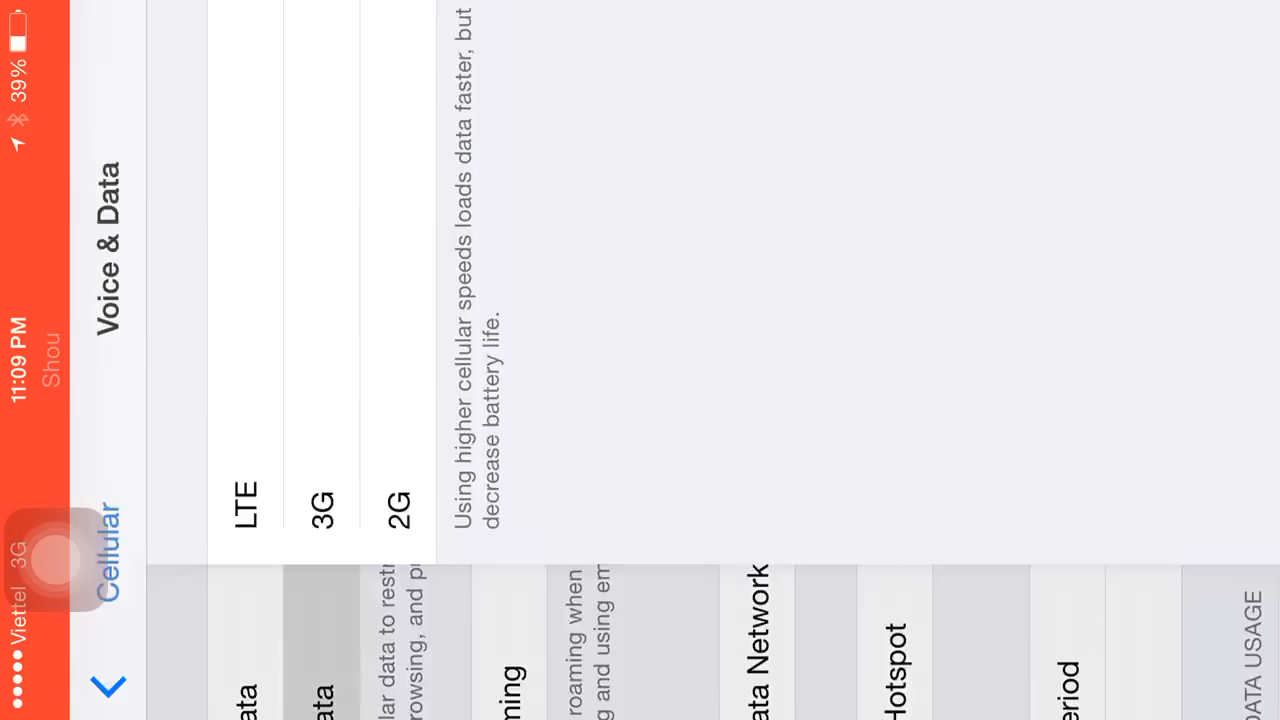 Viettel 3G 11:09 PM 39%
Shou
Cellular Voice & Data
LTE
3G
2G
Using higher cellular speeds loads data faster, but
decrease battery life.
ata
ata
lar data to restr
rowsing, and p
ming
roaming when
g and using em
ata Network
Hotspot
eriod
DATA USAGE